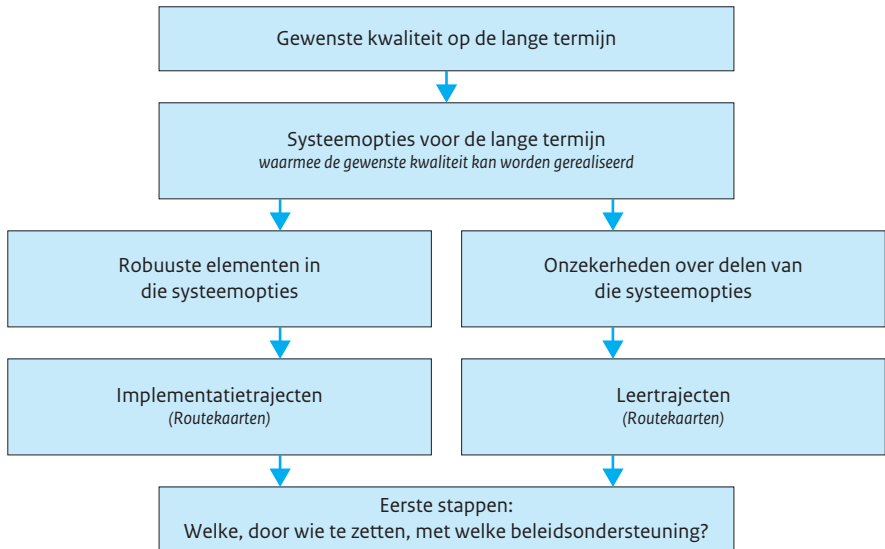 Gewenste kwaliteit op de lange termijn
Systeemopties voor de lange termijn
waarmee de gewenste kwaliteit kan worden gerealiseerd
Robuuste elementen in
die systeemopties
Onzekerheden over delen van
die systeemopties
Implementatietrajecten
(Routekaarten)
Leertrajecten
(Routekaarten)
Eerste stappen:
Welke, door wie te zetten, met welke beleidsondersteuning?